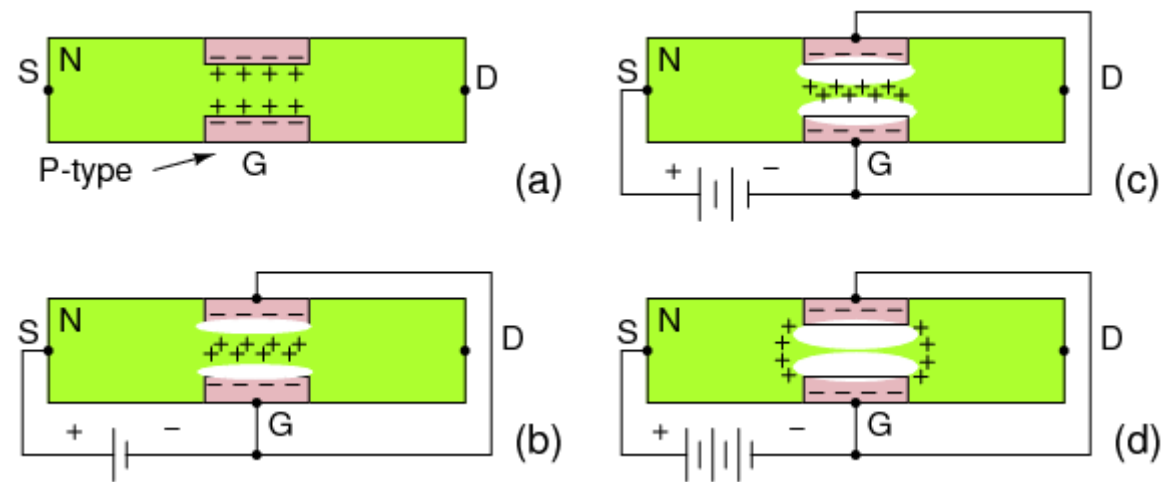 N
S
D
− − − −
+ + + +
+ + + +
− − − −
P-type
G
(a)
N
S
D
− − − −
+ + + + + + + +
− − − −
G
+ −
(c)
N
S
D
− − − −
+ + + + + + + +
− − − −
G
+ −
(b)
N
S
D
− − − −
+ +
+ +
+ +
+ +
− − − −
G
+ −
(d)